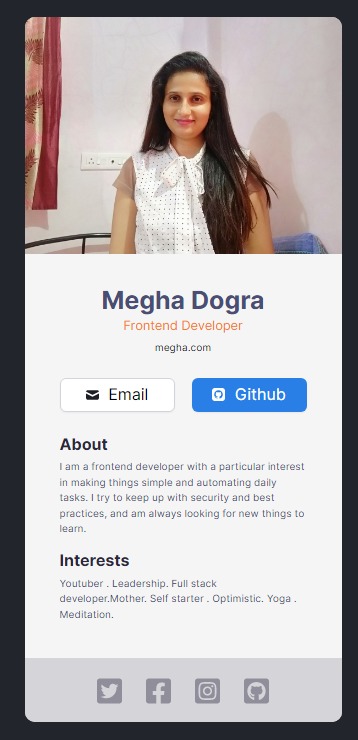 Megha Dogra
Frontend Developer
megha.com
Email
Github
About
I am a frontend developer with a particular interest
in making things simple and automating daily
tasks. I try to keep up with security and best
practices, and am always looking for new things to
learn.
Interests
Youtuber . Leadership. Full stack
developer.Mother. Self starter . Optimistic. Yoga .
Meditation.